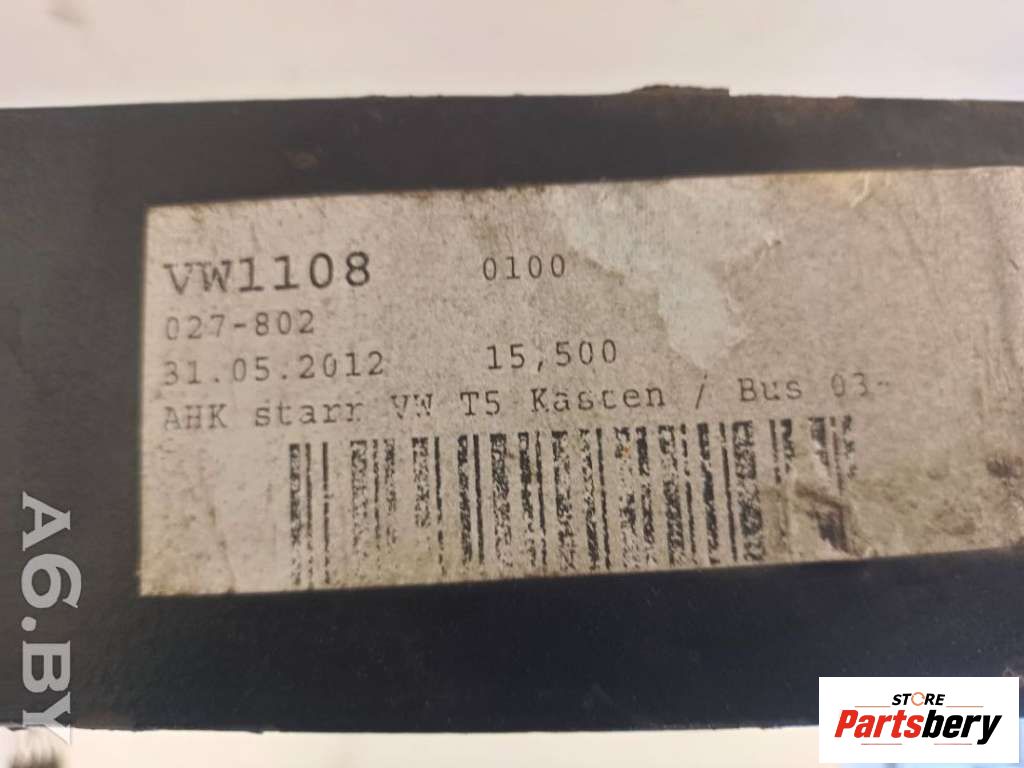 VW1108 0100
027-802
31.05.2012 15,500
AHK starr VW T5 Kasten / Bus 03-
A6.BY
STORE
Partsbery